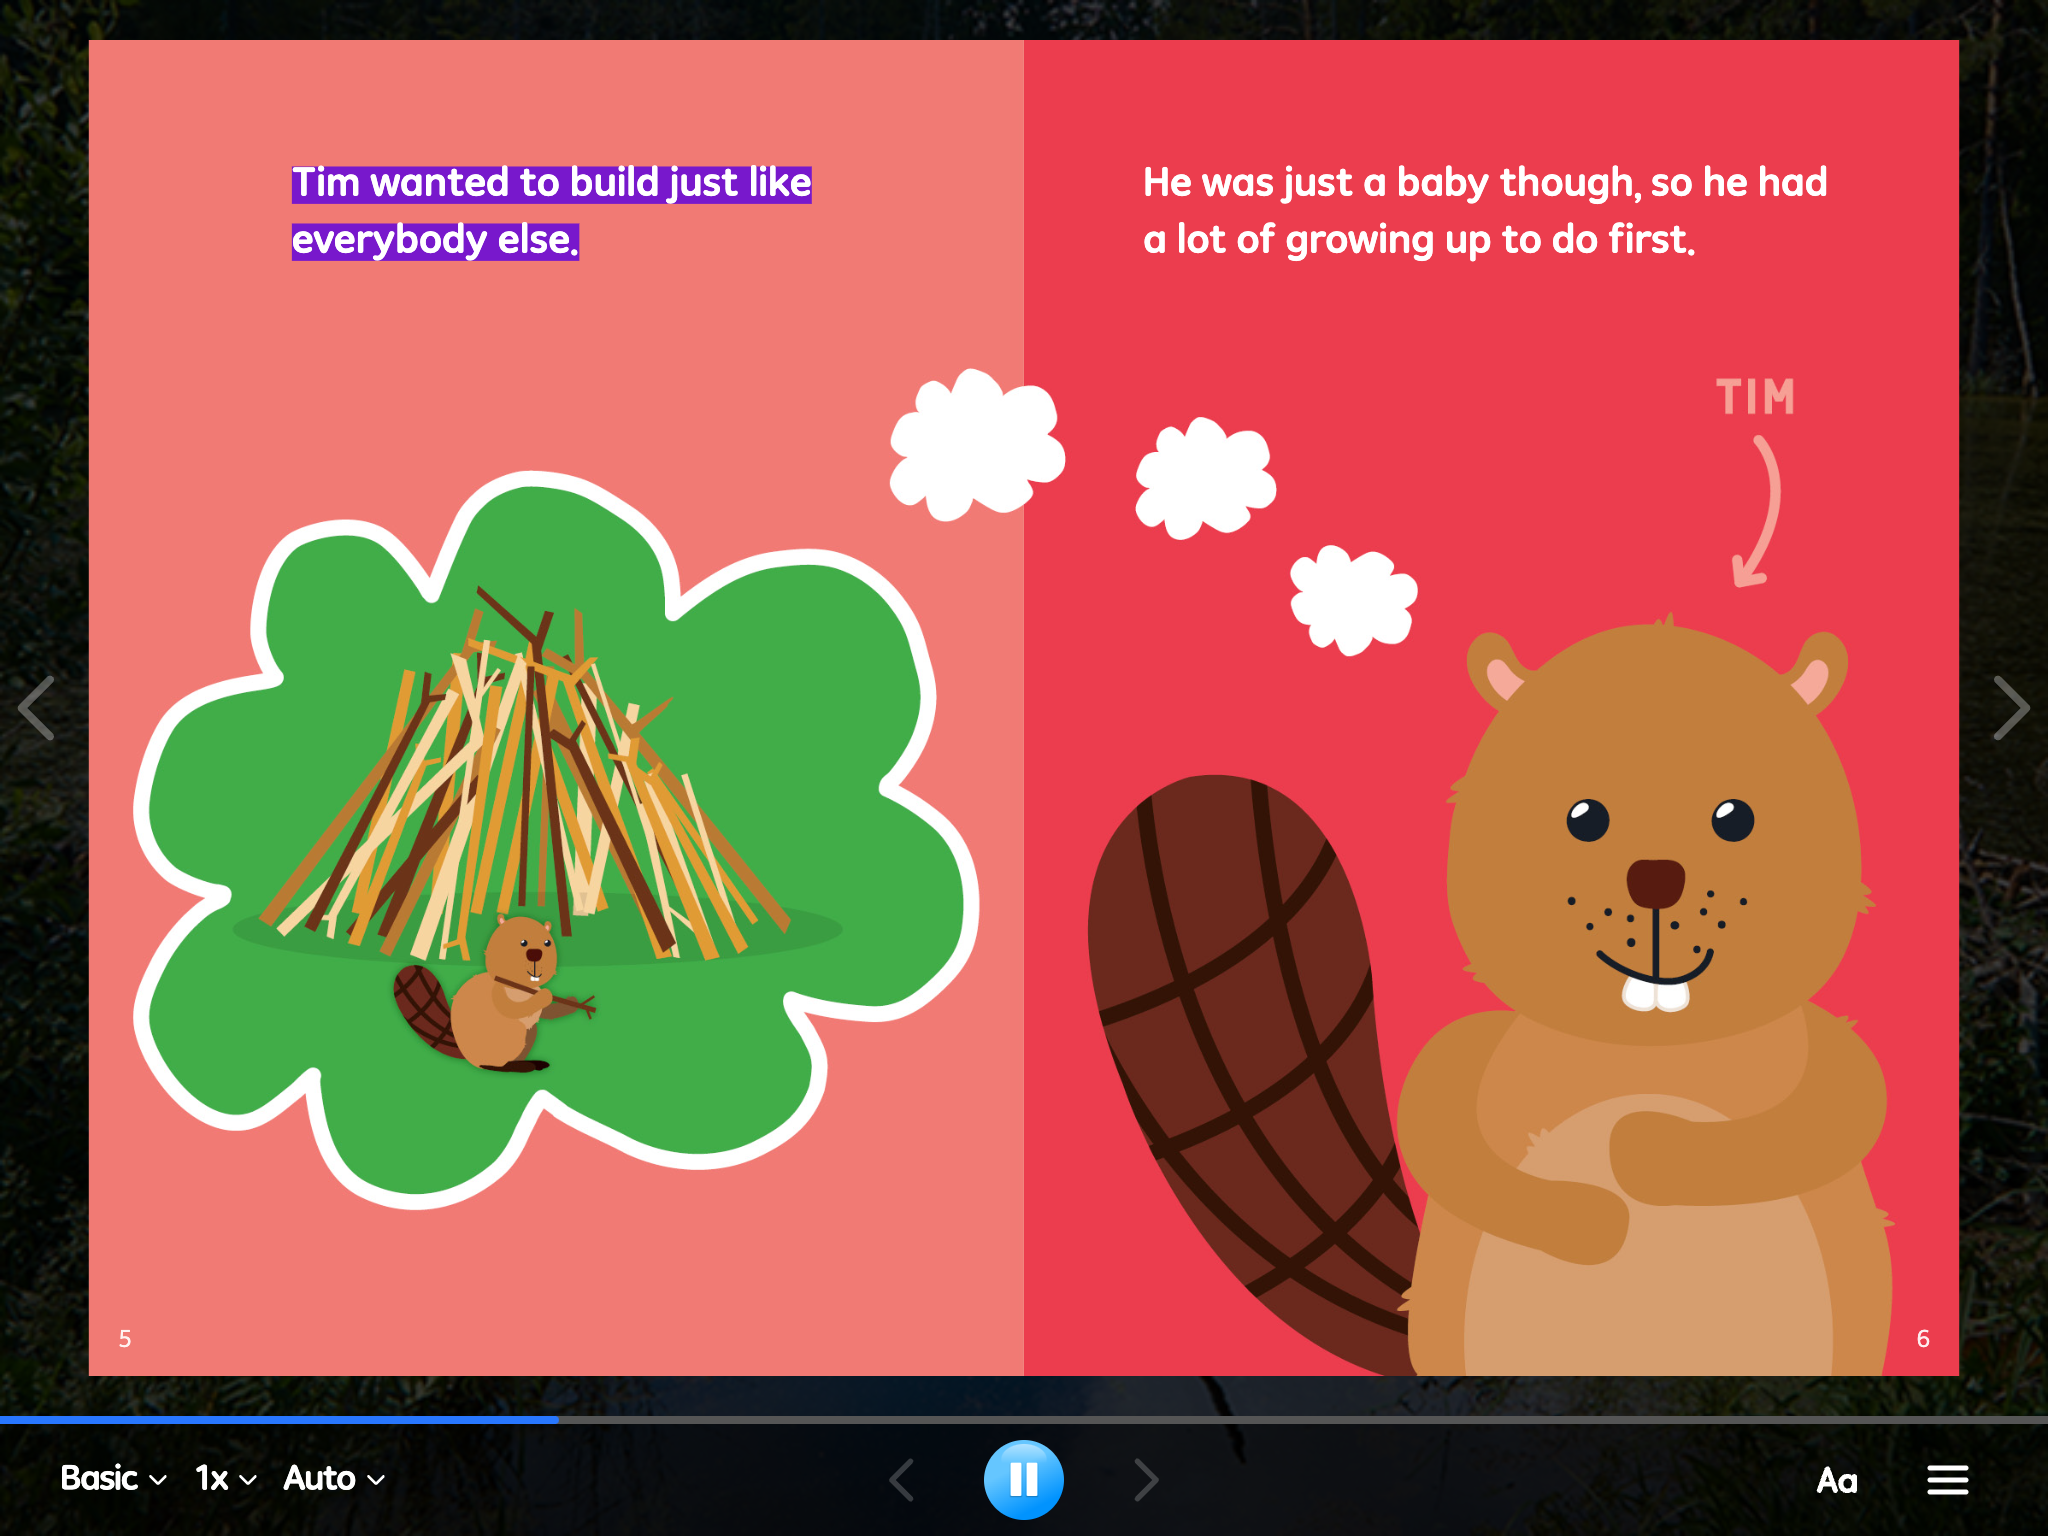 Tim wanted to build just like
everybody else.
He was just a baby though, so he had
a lot of growing up to do first.
TIM
5
6
Basic
1x
Auto
Aa